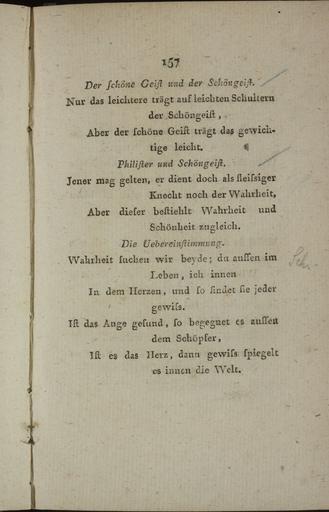 157
Der ſchöne Geiſt und der Schöngeiſt.
Nur das leichtere trägt auf leichten Schultern
der Schöngeiſt,
Aber der ſchöne Geiſt trägt das gewich-
tige leicht.
Philiſter und Schöngeiſt.
Jener mag gelten, er dient doch als fleiſsiger
Knecht noch der Wahrheit,
Aber dieſer beſtiehlt Wahrheit und
Schönheit zugleich.
Die Uebereinſtimmung.
Wahrheit ſuchen wir beyde; du auſſen im
Leben, ich innen
In dem Herzen, und ſo findet ſie jeder
gewiſs.
Iſt das Auge geſund, ſo begegnet es auſſen
dem Schöpfer,
Iſt es das Herz, dann gewiſs ſpiegelt
es innen die Welt.